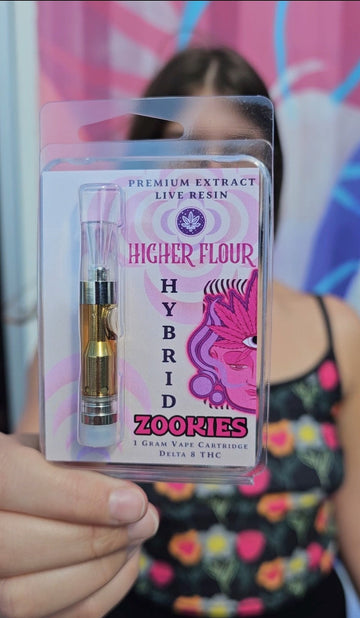 PREMIUM EXTRACT
LIVE RESIN
HIGHER FLOUR
HYBRID
ZOOKIES
1 GRAM VAPE CARTRIDGE
DELTA 8 THC